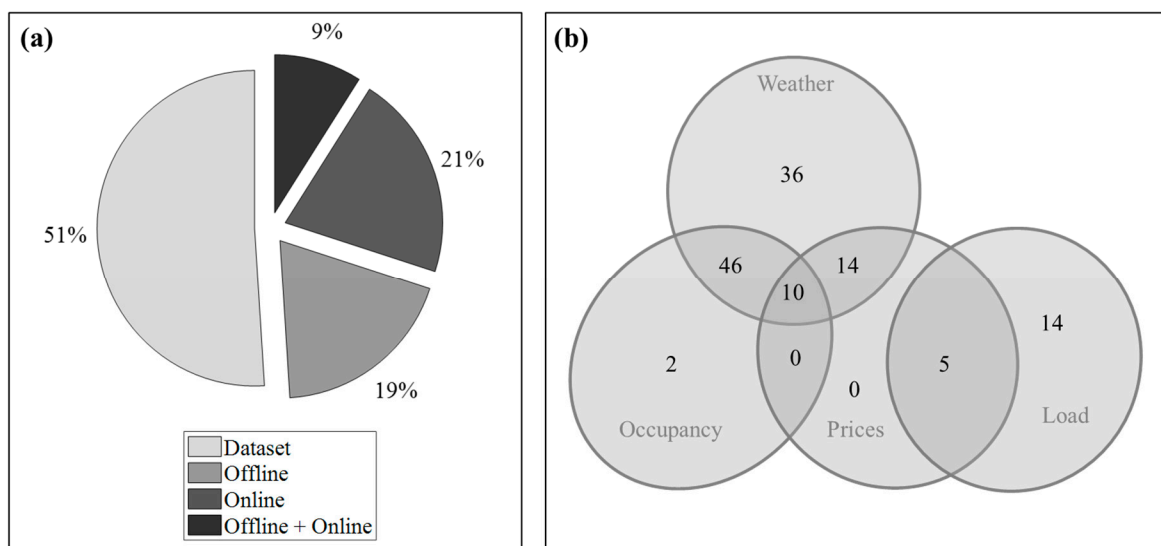 (a)
9%
21%
51%
19%
Dataset
Offline
Online
Offline + Online
(b)
Weather
36
46
14
10
14
2
0
5
0
Occupancy
Prices
Load